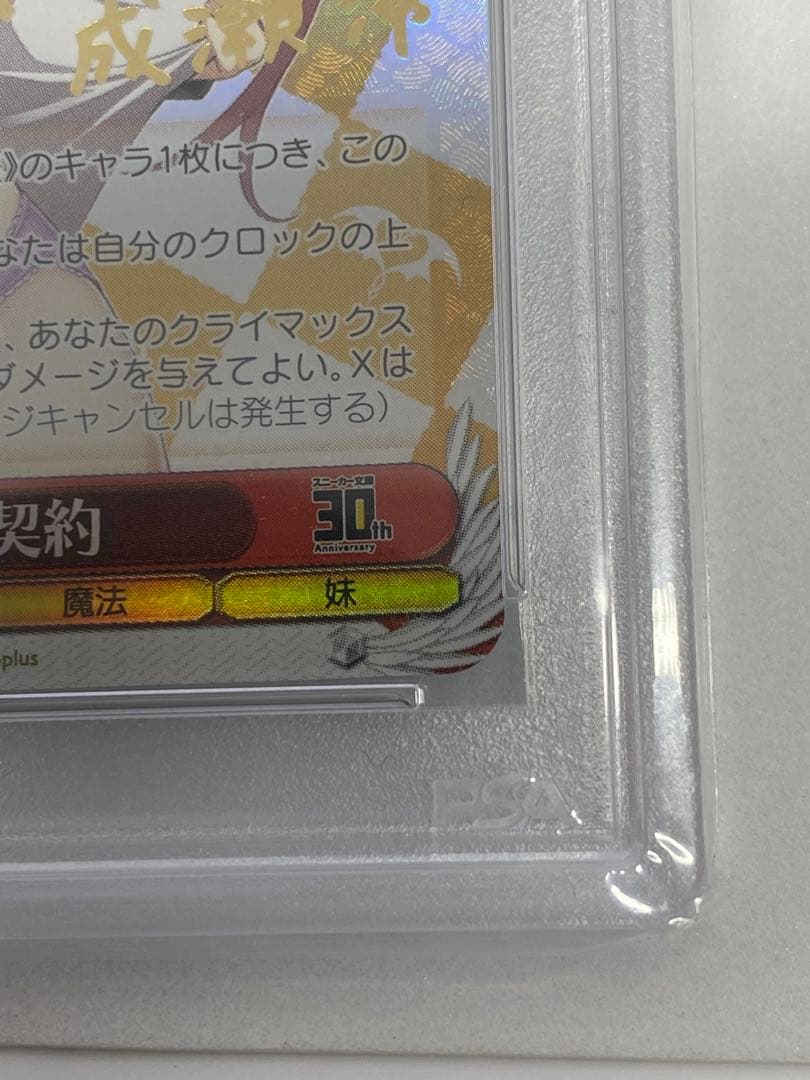 成瀬
》のキャラ1枚につき、この
なたは自分のクロックの上
、あなたのクライマックス
ダメージを与えてよい。Xは
ジキャンセルは発生する）
契約
スニーカー文庫
30th
Anniversary
魔法
妹
plus
PSA